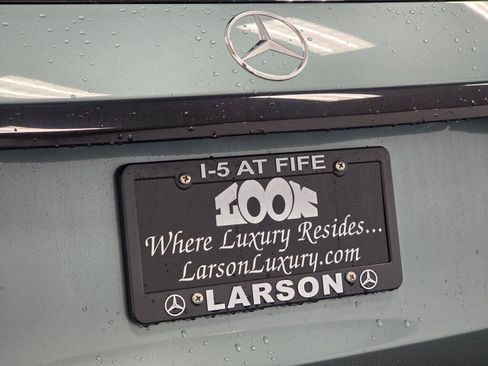 I-5 AT FIFE
LOOK
Where Luxury Resides...
LarsonLuxury.com
LARSON